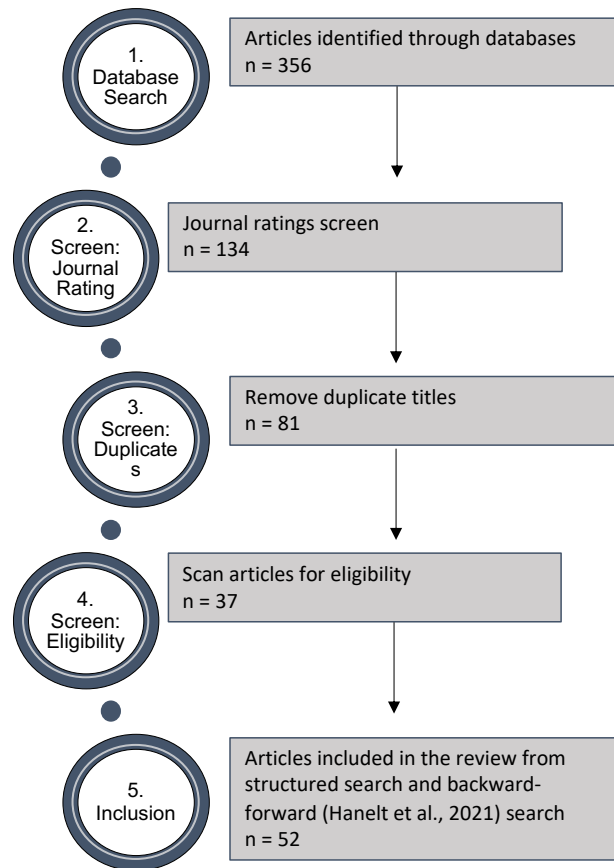 1.
Database
Search
Articles identified through databases
n = 356
2.
Screen:
Journal
Rating
Journal ratings screen
n = 134
3.
Screen:
Duplicate
s
Remove duplicate titles
n = 81
4.
Screen:
Eligibility
Scan articles for eligibility
n = 37
5.
Inclusion
Articles included in the review from
structured search and backward-
forward (Hanelt et al., 2021) search
n = 52